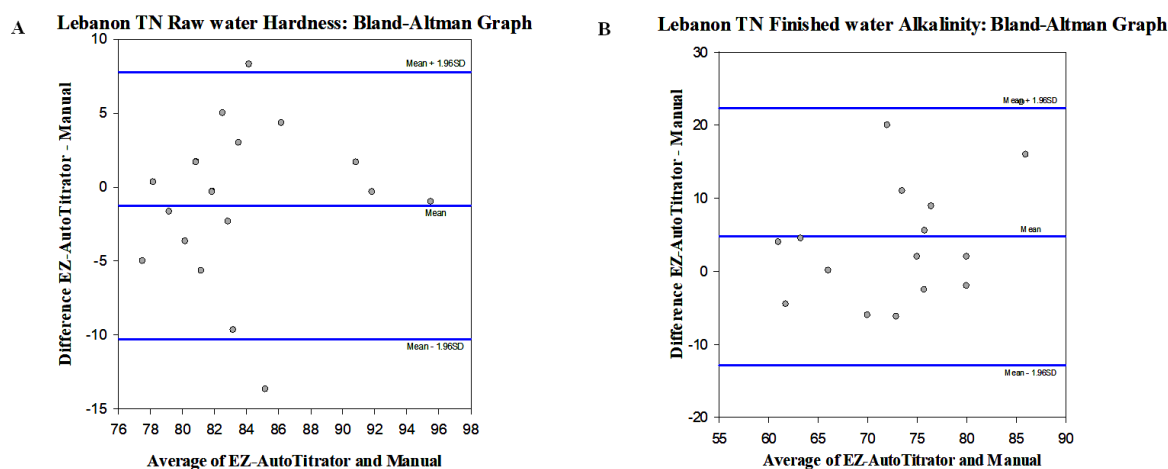 A
Lebanon TN Raw water Hardness: Bland-Altman Graph
10
5
0
-5
-10
-15
Difference EZ-AutoTitrator - Manual
Mean + 1.96SD
Mean
Mean - 1.96SD
76 78 80 82 84 86 88 90 92 94 96 98
Average of EZ-AutoTitrator and Manual
B
Lebanon TN Finished water Alkalinity: Bland-Altman Graph
30
20
10
0
-10
-20
Difference EZ-AutoTitrator - Manual
Mean + 1.96SD
Mean
Mean - 1.96SD
55 60 65 70 75 80 85 90
Average of EZ-AutoTitrator and Manual